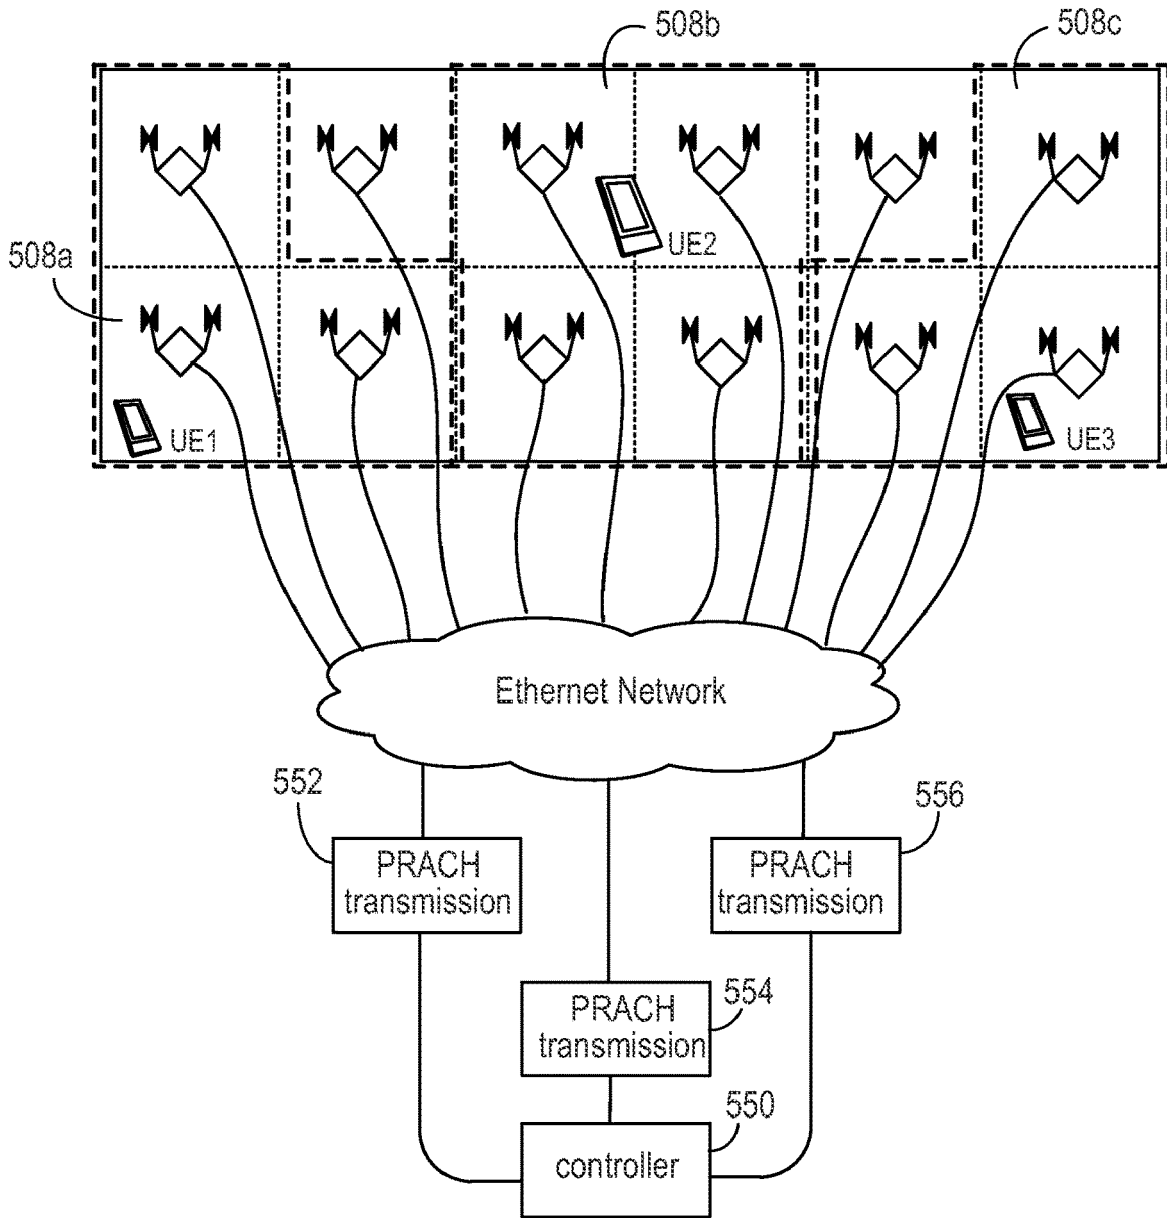 508b
508c
508a
UE2
UE1
UE3
Ethernet Network
552
556
PRACH
transmission
PRACH
transmission
554
PRACH
transmission
550
controller